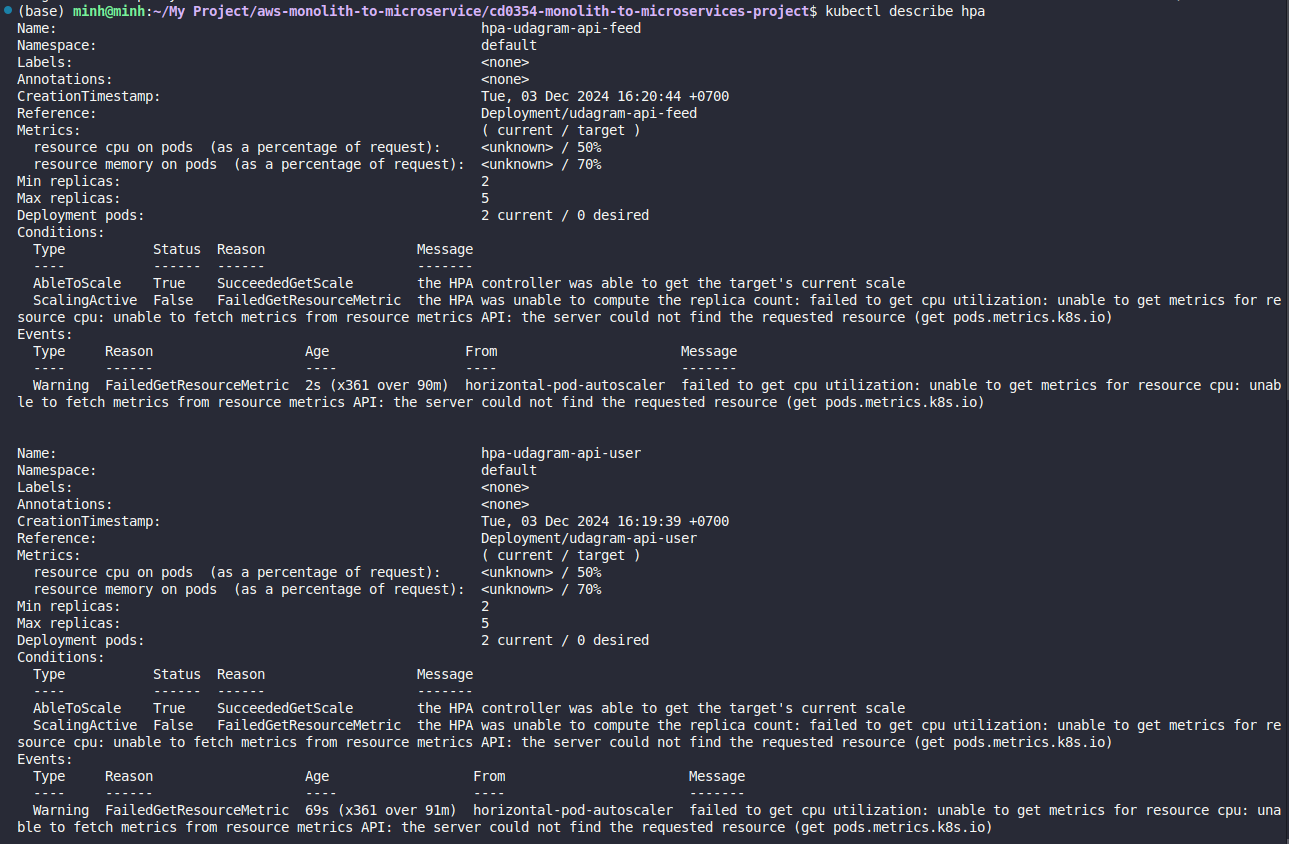 (base) minh@minh:~/My Project/aws-monolith-to-microservice/cd0354-monolith-to-microservices-project$ kubectl describe hpa
Name:                                                     hpa-udagram-api-feed
Namespace:                                                default
Labels:                                                   <none>
Annotations:                                              <none>
CreationTimestamp:                                        Tue, 03 Dec 2024 16:20:44 +0700
Reference:                                                Deployment/udagram-api-feed
Metrics:                                                  ( current / target )
  resource cpu on pods  (as a percentage of request):     <unknown> / 50%
  resource memory on pods  (as a percentage of request):  <unknown> / 70%
Min replicas:                                             2
Max replicas:                                             5
Deployment pods:                                          2 current / 0 desired
Conditions:
  Type           Status  Reason                   Message
  ----           ------  ------                   -------
  AbleToScale    True    SucceededGetScale        the HPA controller was able to get the target's current scale
  ScalingActive  False   FailedGetResourceMetric  the HPA was unable to compute the replica count: failed to get cpu utilization: unable to get metrics for re
source cpu: unable to fetch metrics from resource metrics API: the server could not find the requested resource (get pods.metrics.k8s.io)
Events:
  Type     Reason                   Age                 From                       Message
  ----     ------                   ----                ----                       -------
  Warning  FailedGetResourceMetric  2s (x361 over 90m)  horizontal-pod-autoscaler  failed to get cpu utilization: unable to get metrics for resource cpu: unab
le to fetch metrics from resource metrics API: the server could not find the requested resource (get pods.metrics.k8s.io)
Name:                                                     hpa-udagram-api-user
Namespace:                                                default
Labels:                                                   <none>
Annotations:                                              <none>
CreationTimestamp:                                        Tue, 03 Dec 2024 16:19:39 +0700
Reference:                                                Deployment/udagram-api-user
Metrics:                                                  ( current / target )
  resource cpu on pods  (as a percentage of request):     <unknown> / 50%
  resource memory on pods  (as a percentage of request):  <unknown> / 70%
Min replicas:                                             2
Max replicas:                                             5
Deployment pods:                                          2 current / 0 desired
Conditions:
  Type           Status  Reason                   Message
  ----           ------  ------                   -------
  AbleToScale    True    SucceededGetScale        the HPA controller was able to get the target's current scale
  ScalingActive  False   FailedGetResourceMetric  the HPA was unable to compute the replica count: failed to get cpu utilization: unable to get metrics for re
source cpu: unable to fetch metrics from resource metrics API: the server could not find the requested resource (get pods.metrics.k8s.io)
Events:
  Type     Reason                   Age                  From                       Message
  ----     ------                   ----                 ----                       -------
  Warning  FailedGetResourceMetric  69s (x361 over 91m)  horizontal-pod-autoscaler  failed to get cpu utilization: unable to get metrics for resource cpu: una
ble to fetch metrics from resource metrics API: the server could not find the requested resource (get pods.metrics.k8s.io)